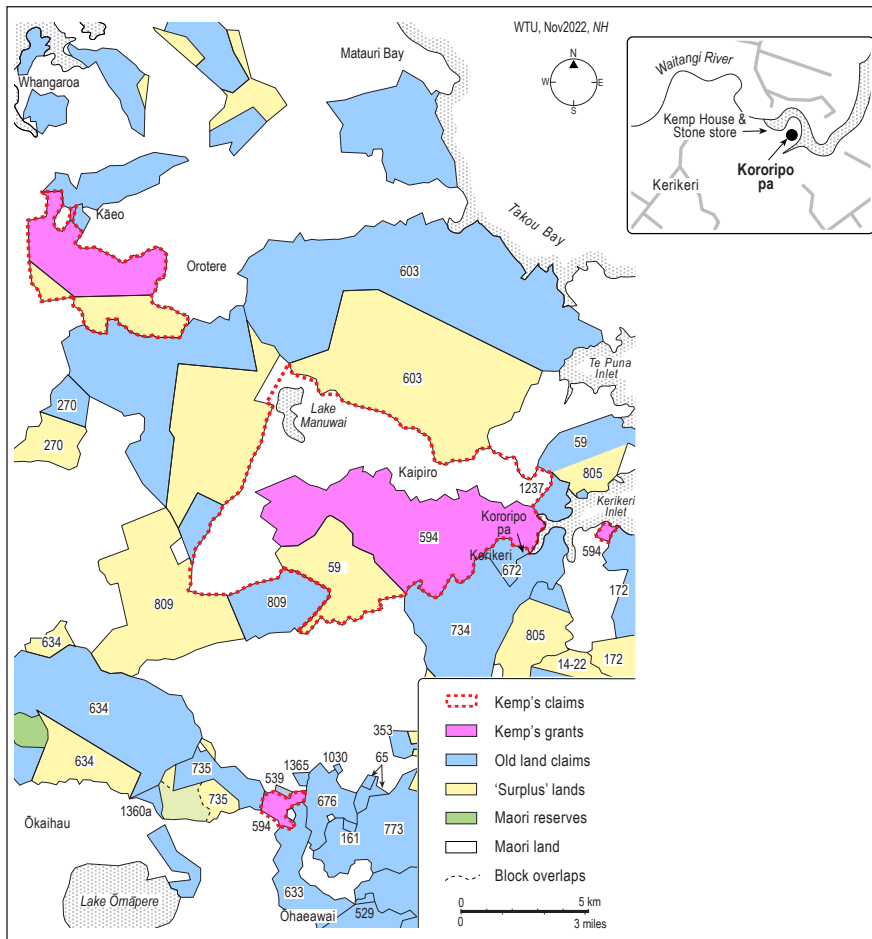 WTU, Nov2022, NH
N
W
E
S
Matauri Bay
Whangaroa
Waitangi River
Kemp House &
Stone store
Kororipo
pa
Kerikeri
Kāeo
Orotere
Takou Bay
603
603
Te Puna
Inlet
270
270
Lake
Manuwai
59
805
Kaipiro
1237
Kerikeri
Inlet
Kororipo
pa
594
Kerikeri
594
672
59
809
809
172
734
805
14-22
172
634
634
634
735
735
1360a
539
1365
1030
353
65
676
594
161
773
Ōkaihau
633
Lake Ōmāpere
Ōhaeawai
529
Kemp's claims
Kemp's grants
Old land claims
'Surplus' lands
Maori reserves
Maori land
Block overlaps
0
5 km
0
3 miles